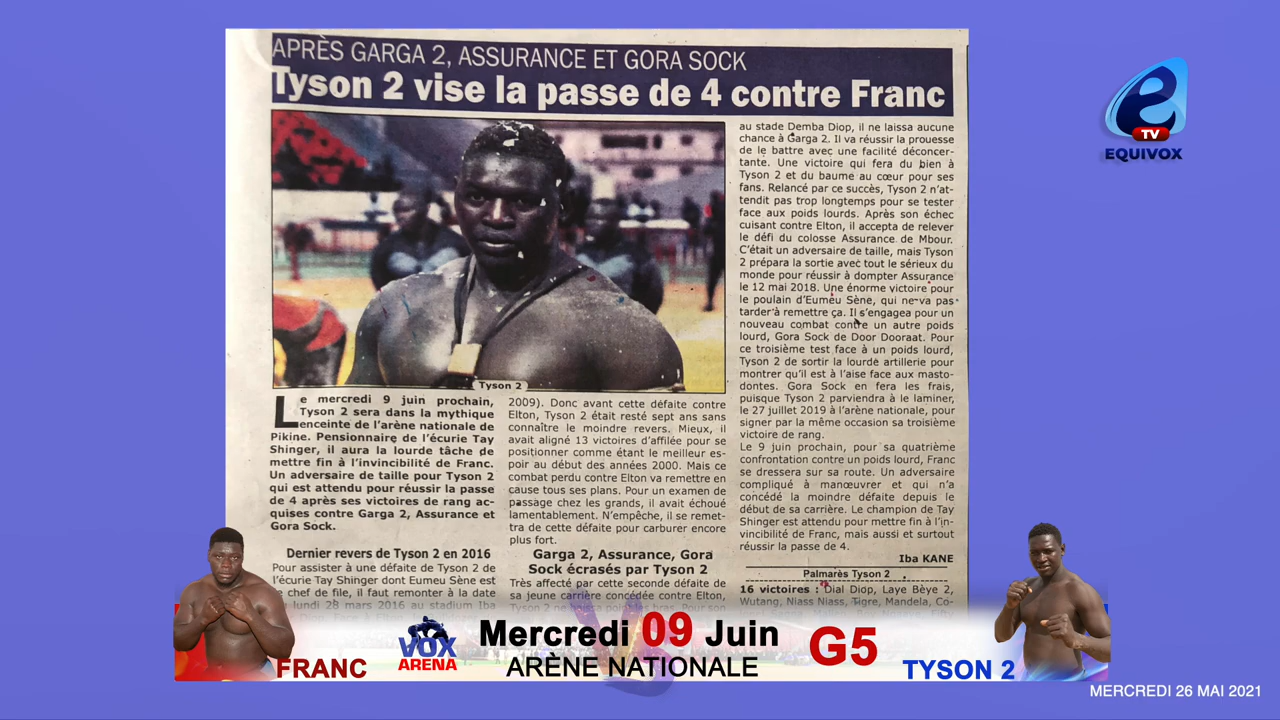 APRÈS GARGA 2, ASSURANCE ET GORA SOCK
Tyson 2 vise la passe de 4 contre Franc
Tyson 2
Le mercredi 9 juin prochain,
Tyson 2 sera dans la mythique
enceinte de l'arène nationale de
Pikine. Pensionnaire de l'écurie Tay
Shinger, il aura la lourde tâche de
mettre fin à l'invincibilité de Franc.
Un adversaire de taille pour Tyson 2
qui est attendu pour réussir la passe
de 4 après ses victoires de rang ac-
quises contre Garga 2, Assurance et
Gora Sock.
Dernier revers de Tyson 2 en 2016
Pour assister à une défaite de Tyson 2 de
l'écurie Tay Shinger dont Eumeu Sène est
e chef de file, il faut remonter à la date
lundi 28 mars 2016 au stadium Iba
2009). Donc avant cette défaite contre
Elton, Tyson 2 était resté sept ans sans
connaître le moindre revers. Mieux, il
avait aligné 13 victoires d'affilée pour se
positionner comme étant le meilleur es-
poir au début des années 2000. Mais ce
combat perdu contre Elton va remettre en
cause tous ses plans. Pour un examen de
passage chez les grands, il avait échoué
lamentablement. N'empêche, il se remet-
tra de cette défaite pour carburer encore
plus fort.
Garga 2, Assurance, Gora
Sock écrasés par Tyson 2
Très affecté par cette seconde défaite de
sa jeune carrière concédée contre Elton,
Tyson 2 ne baissera pas les bras. Pour son
au stade Demba Diop, il ne laissa aucune
chance à Garga 2. Il va réussir la prouesse
de le battre avec une facilité déconcer-
tante. Une victoire qui fera du bien à
Tyson 2 et du baume au cœur pour ses
fans. Relancé par ce succès, Tyson 2 n'at-
tendit pas trop longtemps pour se tester
face aux poids lourds. Après son échec
cuisant contre Elton, il accepta de relever
le défi du colosse Assurance de Mbour.
C'était un adversaire de taille, mais Tyson
2 prépara la sortie avec tout le sérieux du
monde pour réussir à dompter Assurance
le 12 mai 2018. Une énorme victoire pour
le poulain d'Eumeu Sène, qui ne va pas
tarder à remettre ça. Il s'engagea pour un
nouveau combat contre un autre poids
lourd, Gora Sock de Door Dooraat. Pour
ce troisième test face à un poids lourd,
Tyson 2 de sortir la lourde artillerie pour
montrer qu'il est à l'aise face aux masto-
dontes. Gora Sock en fera les frais,
puisque Tyson 2 parviendra à le laminer,
le 27 juillet 2019 à l'arène nationale, pour
signer par la même occasion sa troisième
victoire de rang.
Le 9 juin prochain, pour sa quatrième
confrontation contre un poids lourd, Franc
se dressera sur sa route. Un adversaire
compliqué à manœuvrer et qui n'a
concédé la moindre défaite depuis le
début de sa carrière. Le champion de Tay
Shinger est attendu pour mettre fin à l'in-
vincibilité de Franc, mais aussi et surtout
réussir la passe de 4.
Iba KANE
Palmarès Tyson 2
16 victoires : Dial Diop, Laye Bèye 2,
Wutang, Niass Niass, Tigre, Mandela, Co-
e
TV
EQUIVOX
FRANC
VOX
ARENA
Mercredi 09 Juin
ARÈNE NATIONALE
G5
TYSON 2
MERCREDI 26 MAI 2021